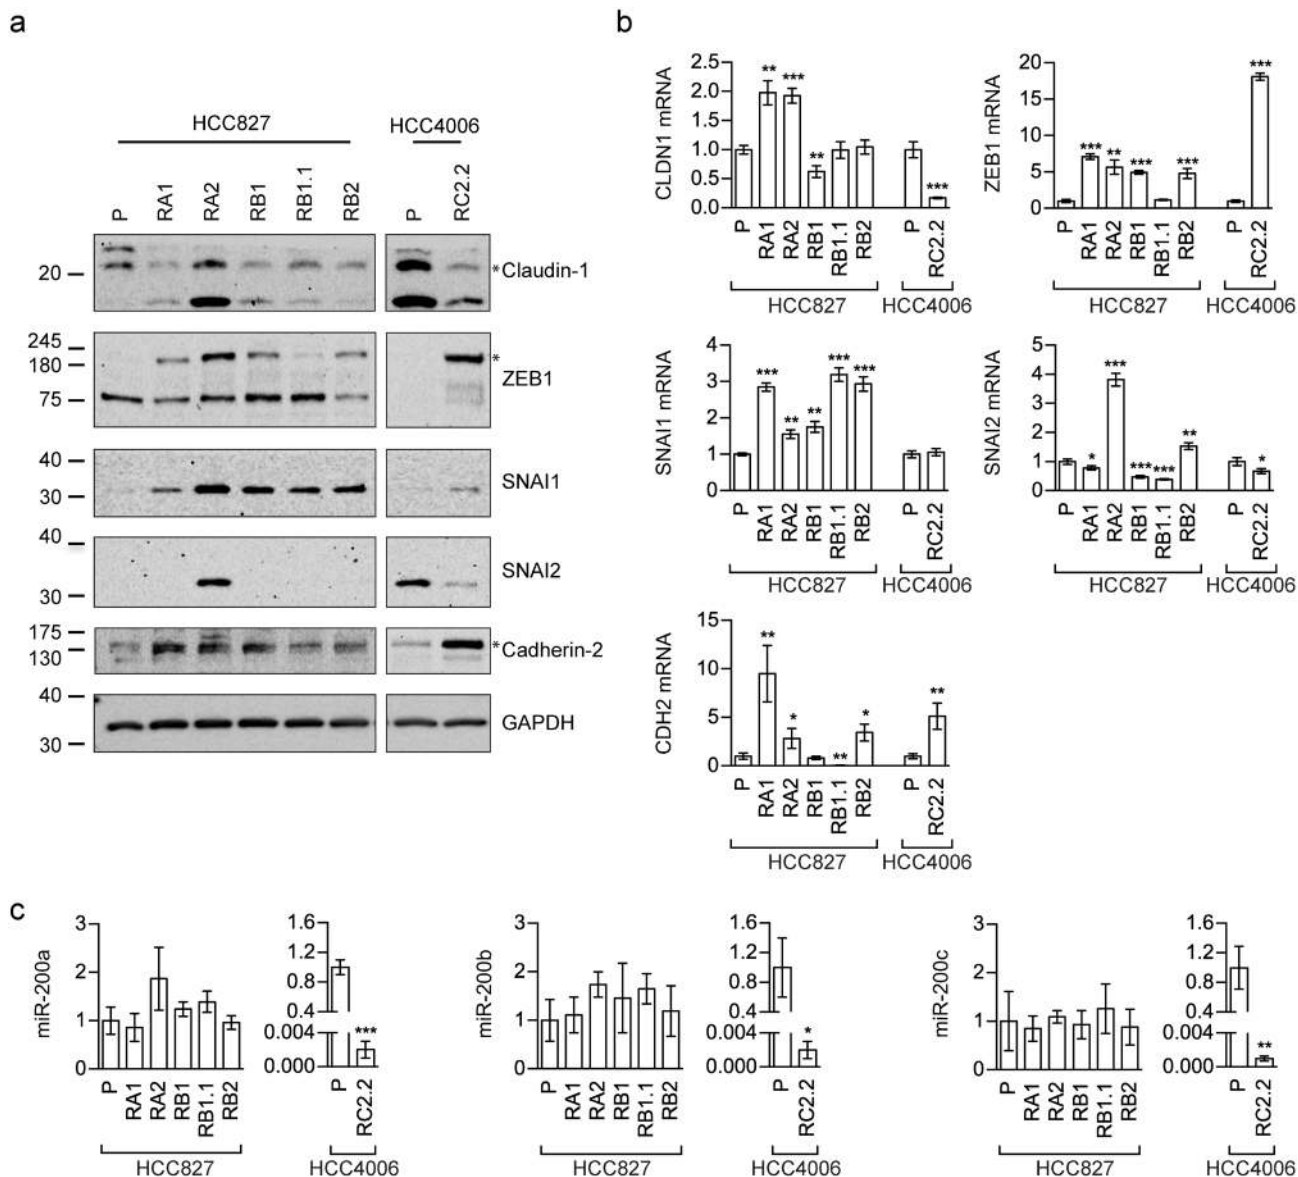 a
HCC827
HCC4006
P
RA1
RA2
RB1
RB1.1
RB2
P
RC2.2
20
*Claudin-1
245
180
75
*
ZEB1
40
30
SNAI1
40
30
SNAI2
175
130
*Cadherin-2
40
30
GAPDH
b
CLDN1 mRNA
2.5
2.0
1.5
1.0
0.5
0.0
**
***
**
***
P
RA1
RA2
RB1
RB1.1
RB2
P
RC2.2
HCC827
HCC4006
ZEB1 mRNA
20
15
10
5
0
***
**
***
***
***
P
RA1
RA2
RB1
RB1.1
RB2
P
RC2.2
HCC827
HCC4006
SNAI1 mRNA
4
3
2
1
0
***
**
**
***
***
P
RA1
RA2
RB1
RB1.1
RB2
P
RC2.2
HCC827
HCC4006
SNAI2 mRNA
5
4
3
2
1
0
*
***
***
***
**
*
P
RA1
RA2
RB1
RB1.1
RB2
P
RC2.2
HCC827
HCC4006
CDH2 mRNA
15
10
5
0
**
*
**
*
**
P
RA1
RA2
RB1
RB1.1
RB2
P
RC2.2
HCC827
HCC4006
c
miR-200a
3
2
1
0
P
RA1
RA2
RB1
RB1.1
RB2
HCC827
1.6
1.2
0.8
0.4
0.004
0.000
***
P
RC2.2
HCC4006
miR-200b
3
2
1
0
P
RA1
RA2
RB1
RB1.1
RB2
HCC827
1.6
1.2
0.8
0.4
0.004
0.000
*
P
RC2.2
HCC4006
miR-200c
3
2
1
0
P
RA1
RA2
RB1
RB1.1
RB2
HCC827
1.6
1.2
0.8
0.4
0.004
0.000
**
P
RC2.2
HCC4006